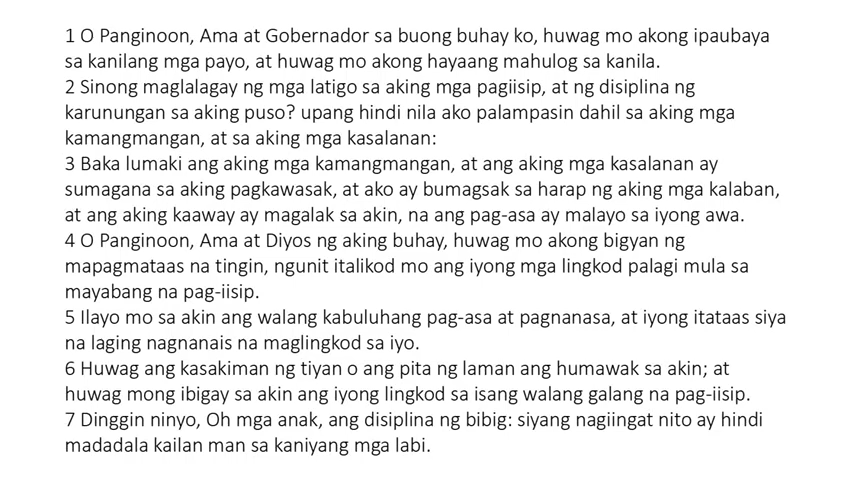 1 O Panginoon, Ama at Gobernador sa buong buhay ko, huwag mo akong ipaubaya
sa kanilang mga payo, at huwag mo akong hayaang mahulog sa kanila.
2 Sinong maglalagay ng mga latigo sa aking mga pagiisip, at ng disiplina ng
karunungan sa aking puso? upang hindi nila ako palampasin dahil sa aking mga
kamangmangan, at sa aking mga kasalanan:
3 Baka lumaki ang aking mga kamangmangan, at ang aking mga kasalanan ay
sumagana sa aking pagkawasak, at ako ay bumagsak sa harap ng aking mga kalaban,
at ang aking kaaway ay magalak sa akin, na ang pag-asa ay malayo sa iyong awa.
4 O Panginoon, Ama at Diyos ng aking buhay, huwag mo akong bigyan ng
mapagmataas na tingin, ngunit italikod mo ang iyong mga lingkod palagi mula sa
mayabang na pag-iisip.
5 Ilayo mo sa akin ang walang kabuluhang pag-asa at pagnanasa, at iyong itataas siya
na laging nagnanais na maglingkod sa iyo.
6 Huwag ang kasakiman ng tiyan o ang pita ng laman ang humawak sa akin; at
huwag mong ibigay sa akin ang iyong lingkod sa isang walang galang na pag-iisip.
7 Dinggin ninyo, Oh mga anak, ang disiplina ng bibig: siyang nagiingat nito ay hindi
madadala kailan man sa kaniyang mga labi.